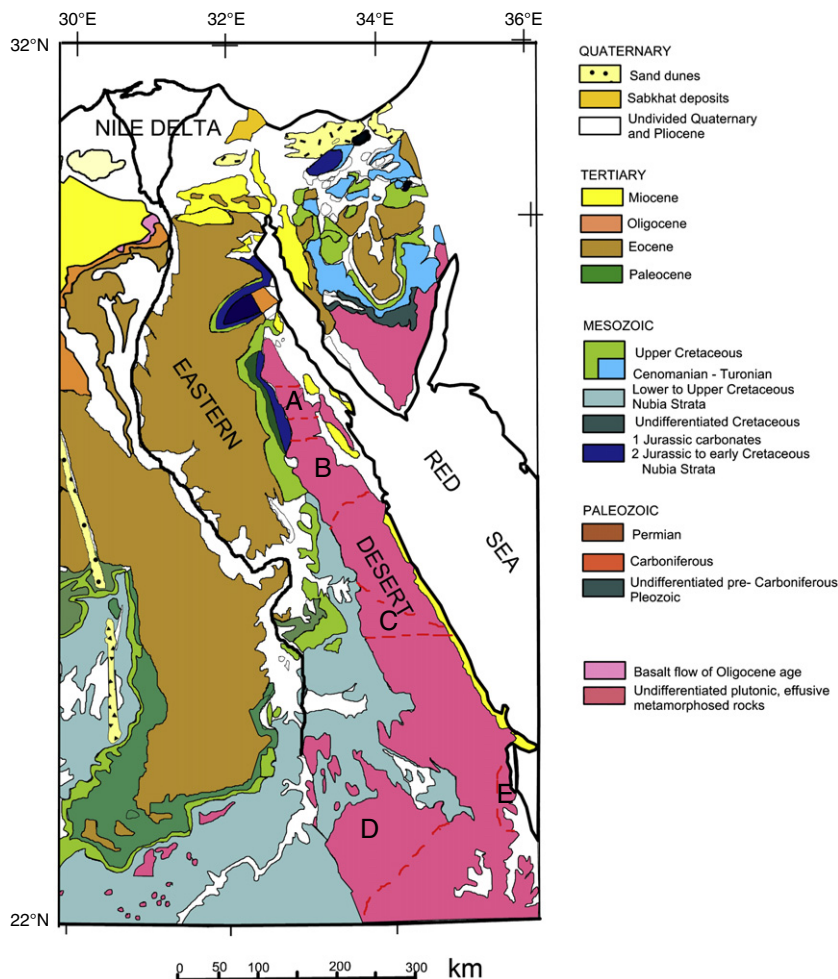 30°E
32°E
34°E
36°E
32°N
22°N
NILE DELTA
EASTERN
DESERT
RED
SEA
A
B
C
D
E
QUATERNARY
Sand dunes
Sabkhat deposits
Undivided Quaternary
and Pliocene
TERTIARY
Miocene
Oligocene
Eocene
Paleocene
MESOZOIC
Upper Cretaceous
Cenomanian - Turonian
Lower to Upper Cretaceous
Nubia Strata
Undifferentiated Cretaceous
1 Jurassic carbonates
2 Jurassic to early Cretaceous
Nubia Strata
PALEOZOIC
Permian
Carboniferous
Undifferentiated pre- Carboniferous
Pleozoic
Basalt flow of Oligocene age
Undifferentiated plutonic, effusive
metamorphosed rocks
0 50 100 200 300 km